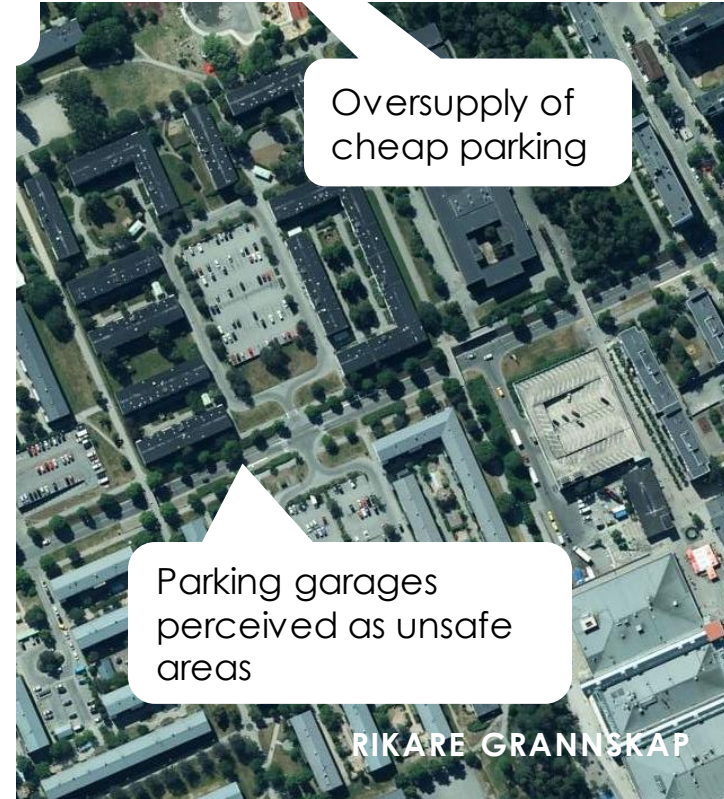 Oversupply of
cheap parking
Parking garages
perceived as unsafe
areas
RIKARE GRANNSKAP